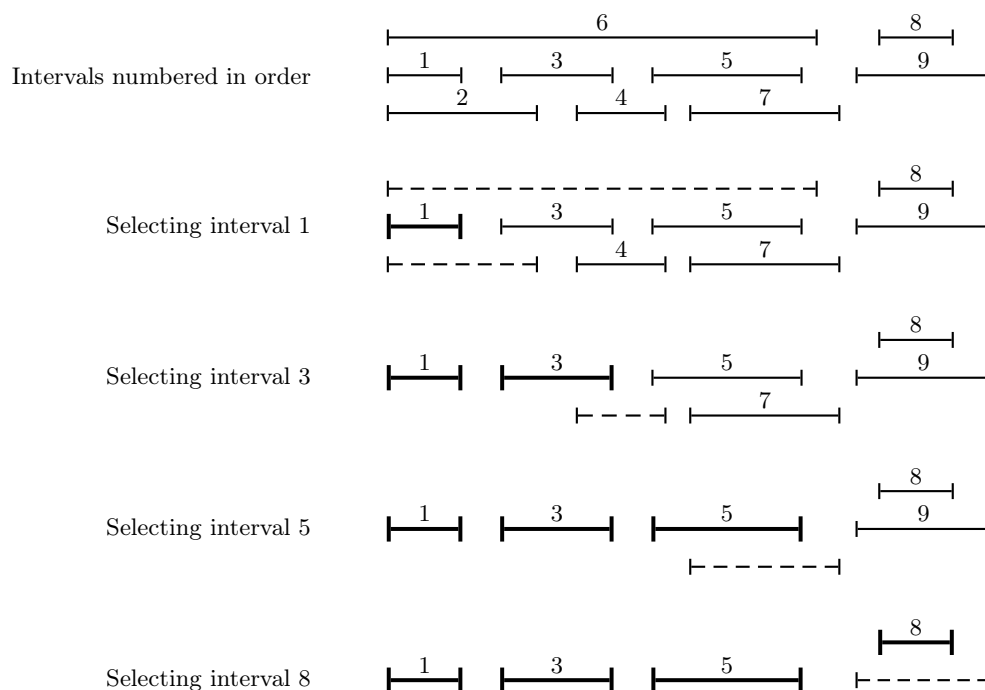 6 8
Intervals numbered in order 1 3 5 9
2 4 7
8
Selecting interval 1 1 3 5 9
4 7
8
Selecting interval 3 1 3 5 9
7
8
Selecting interval 5 1 3 5 9
8
Selecting interval 8 1 3 5